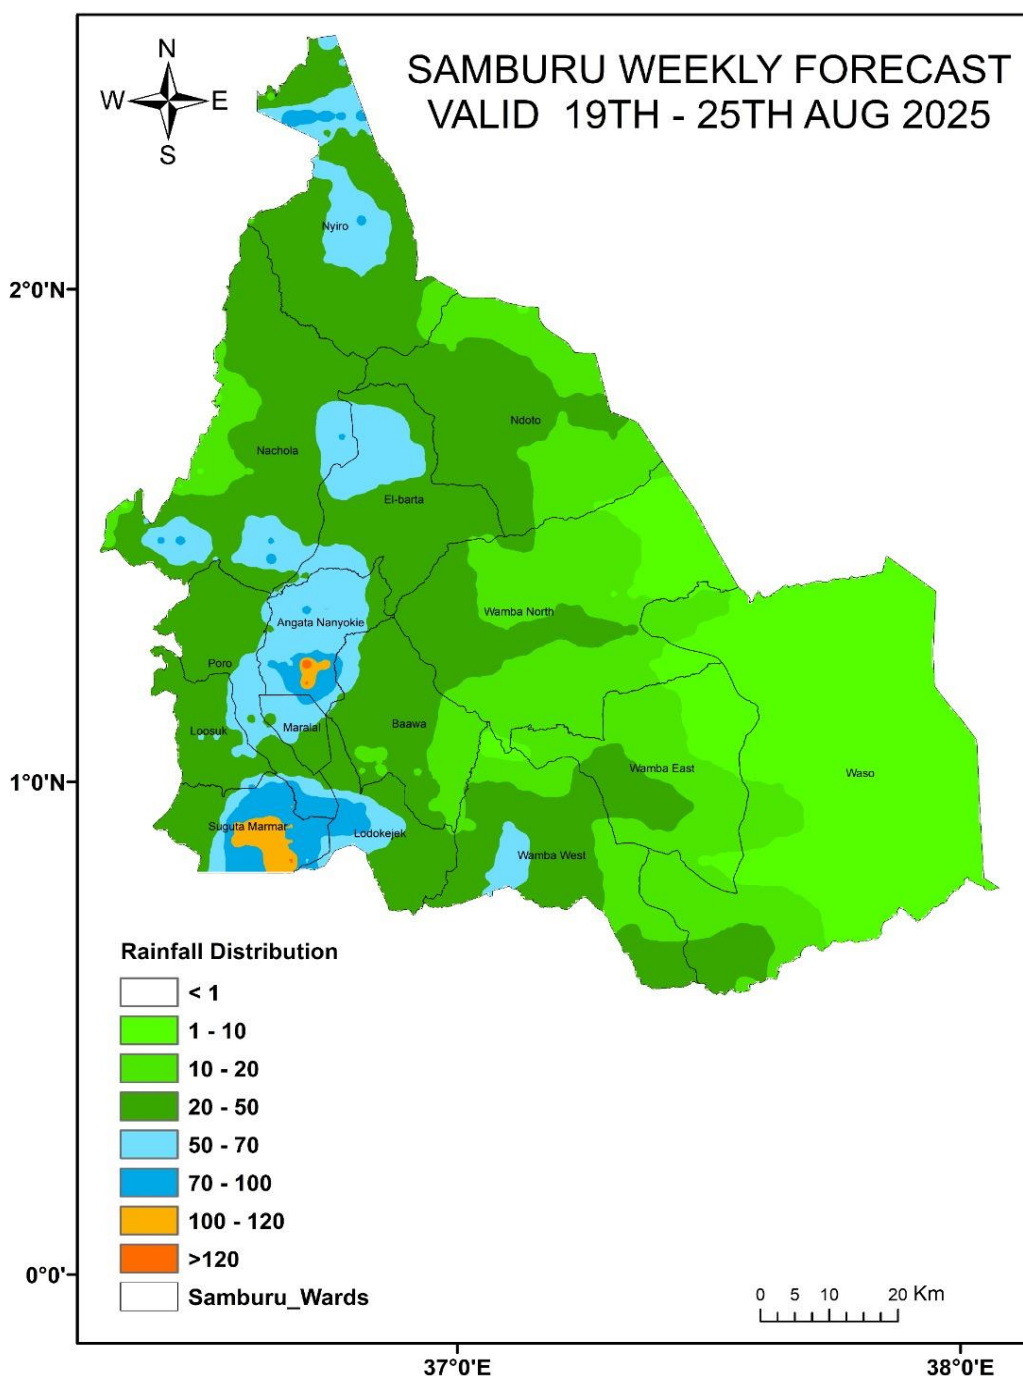 N
W E
S
SAMBURU WEEKLY FORECAST
VALID 19TH - 25TH AUG 2025
Nyiro
2°0'N
Ndoto
Nachola
El-barta
Wamba North
Angata Nanyokie
Poro
Baawa
Loosuk
Maralal
1°0'N
Wamba East
Waso
Suguta Marmar
Lodokejek
Wamba West
Rainfall Distribution
< 1
1 - 10
10 - 20
20 - 50
50 - 70
70 - 100
100 - 120
>120
Samburu_Wards
0°0'
0 5 10 20 Km
37°0'E
38°0'E